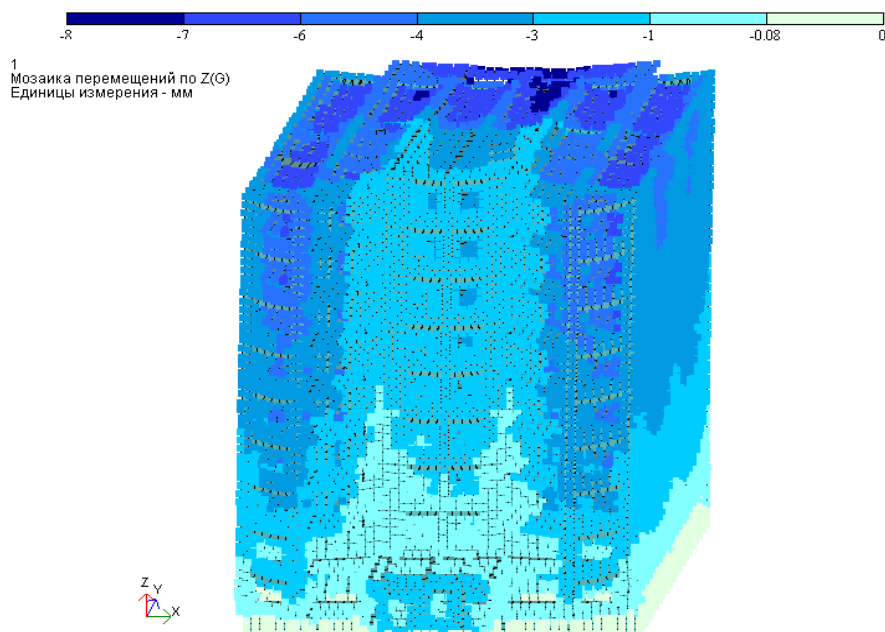 -8 -7 -6 -4 -3 -1 -0.08 0
1
Мозаика перемещений по Z(G)
Единицы измерения - мм
Z
Y
X